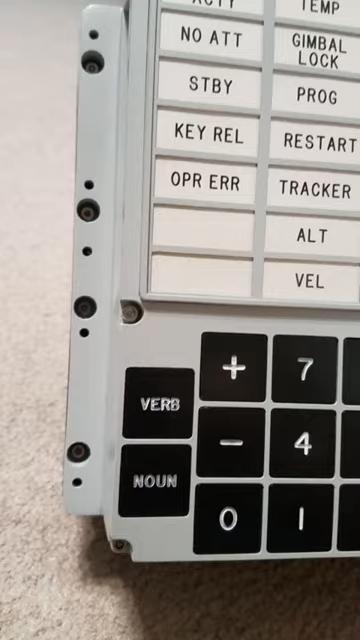 ACTY
TEMP
NO ATT
GIMBAL
LOCK
STBY
PROG
KEY REL
RESTART
OPR ERR
TRACKER
ALT
VEL
+
7
VERB
-
4
NOUN
0
1